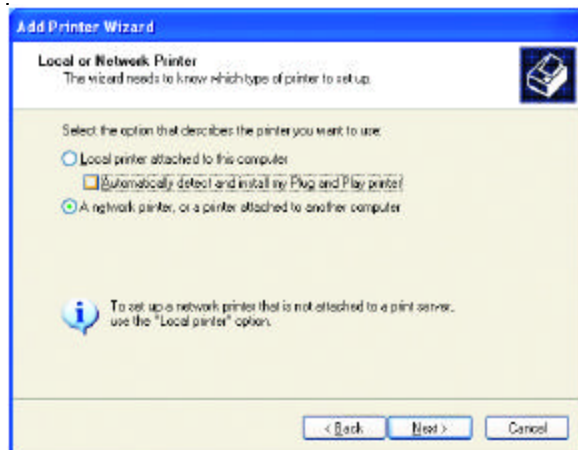 Add Printer Wizard
Local or Network Printer
The wizard needs to know which type of printer to set up.
Select the option that describes the printer you want to use:
Local printer attached to this computer
Automatically detect and install my Plug and Play printer
A network printer, or a printer attached to another computer
To set up a network printer that is not attached to a print server,
use the "Local printer" option.
< Back
Next >
Cancel